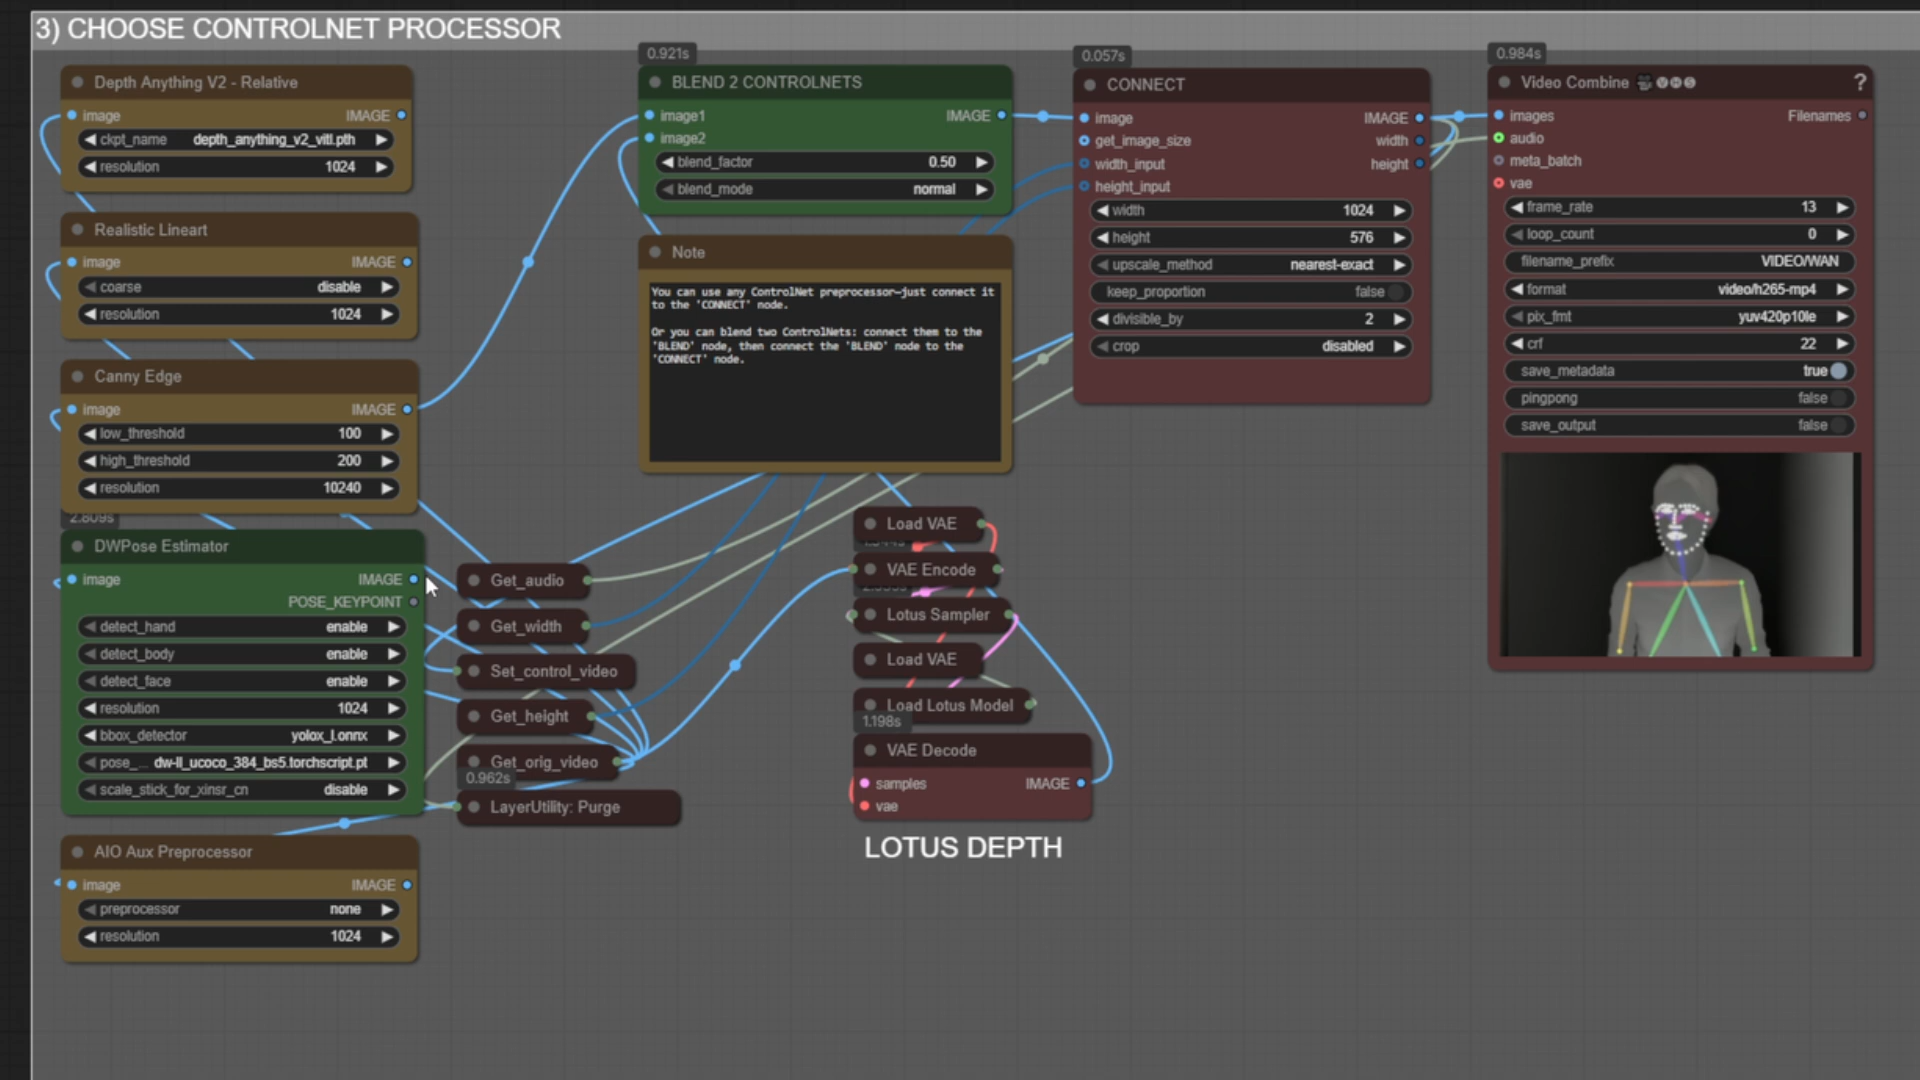 3) CHOOSE CONTROLNET PROCESSOR
Depth Anything V2 - Relative
image IMAGE
ckpt_name depth_anything_v2_vitl.pth
resolution 1024
Realistic Lineart
image IMAGE
coarse disable
resolution 1024
Canny Edge
image IMAGE
low_threshold 100
high_threshold 200
resolution 10240
2.809s
DWPose Estimator
image IMAGE
POSE_KEYPOINT
detect_hand enable
detect_body enable
detect_face enable
resolution 1024
bbox_detector yolox_l.onnx
pose_... dw-ll_ucoco_384_bs5.torchscript.pt
scale_stick_for_xinsr_cn disable
AIO Aux Preprocessor
image IMAGE
preprocessor none
resolution 1024
Get_audio
Get_width
Set_control_video
Get_height
Get_orig_video
0.962s
LayerUtility: Purge
0.921s
BLEND 2 CONTROLNETS
image1 IMAGE
image2
blend_factor 0.50
blend_mode normal
Note
You can use any ControlNet preprocessor—just connect it
to the 'CONNECT' node.
Or you can blend two ControlNets: connect them to the
'BLEND' node, then connect the 'BLEND' node to the
'CONNECT' node.
Load VAE
VAE Encode
Lotus Sampler
Load VAE
Load Lotus Model
1.198s
VAE Decode
samples IMAGE
vae
LOTUS DEPTH
0.057s
CONNECT
image IMAGE
get_image_size width
width_input height
height_input
width 1024
height 576
upscale_method nearest-exact
keep_proportion false
divisible_by 2
crop disabled
0.984s
Video Combine VHS ?
images Filenames
audio
meta_batch
vae
frame_rate 13
loop_count 0
filename_prefix VIDEO/WAN
format video/h265-mp4
pix_fmt yuv420p10le
crf 22
save_metadata true
pingpong false
save_output false